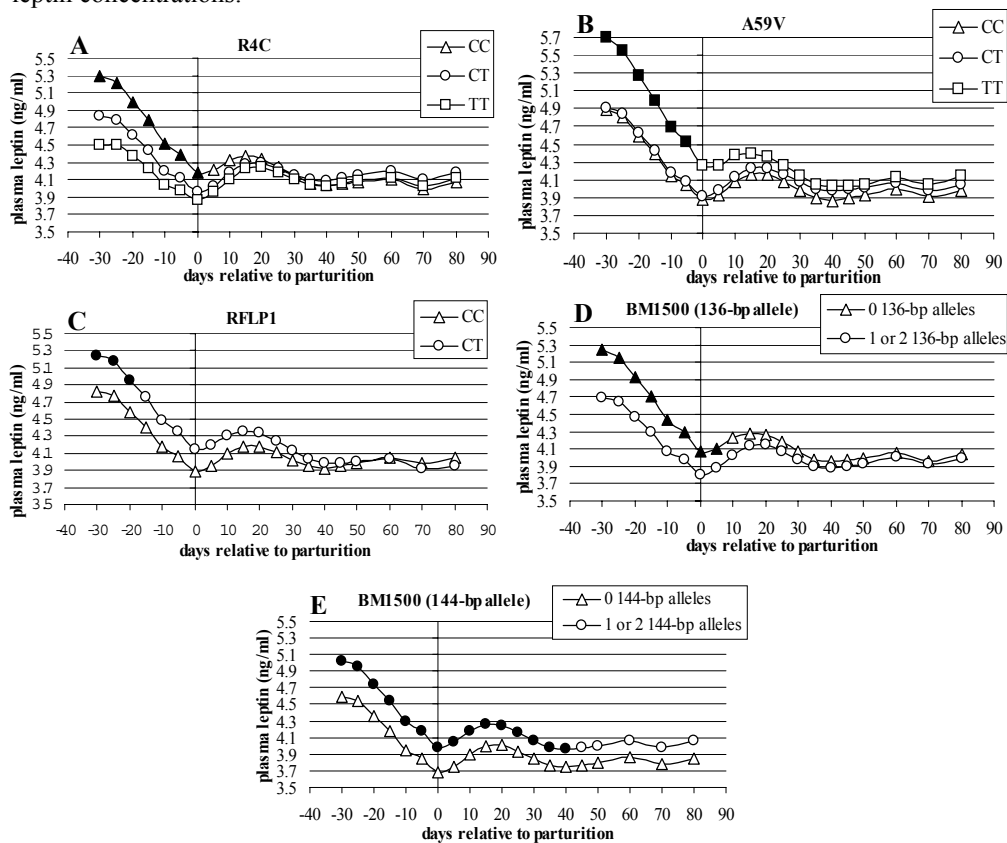 leptin concentrations.
A
R4C
CC
CT
TT
plasma leptin (ng/ml)
5.5
5.3
5.1
4.9
4.7
4.5
4.3
4.1
3.9
3.7
3.5
-40 -30 -20 -10 0 10 20 30 40 50 60 70 80 90
days relative to parturition
B
A59V
CC
CT
TT
plasma leptin (ng/ml)
5.7
5.5
5.3
5.1
4.9
4.7
4.5
4.3
4.1
3.9
3.7
3.5
-40 -30 -20 -10 0 10 20 30 40 50 60 70 80 90
days relative to parturition
C
RFLP1
CC
CT
plasma leptin (ng/ml)
5.5
5.3
5.1
4.9
4.7
4.5
4.3
4.1
3.9
3.7
3.5
-40 -30 -20 -10 0 10 20 30 40 50 60 70 80 90
days relative to parturition
D
BM1500 (136-bp allele)
0 136-bp alleles
1 or 2 136-bp alleles
plasma leptin (ng/ml)
5.5
5.3
5.1
4.9
4.7
4.5
4.3
4.1
3.9
3.7
3.5
-40 -30 -20 -10 0 10 20 30 40 50 60 70 80 90
days relative to parturition
E
BM1500 (144-bp allele)
0 144-bp alleles
1 or 2 144-bp alleles
plasma leptin (ng/ml)
5.5
5.3
5.1
4.9
4.7
4.5
4.3
4.1
3.9
3.7
3.5
-40 -30 -20 -10 0 10 20 30 40 50 60 70 80 90
days relative to parturition